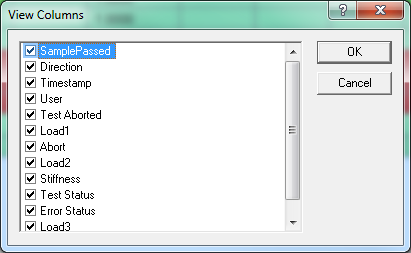 View Columns
SamplePassed
OK
Direction
Timestamp
Cancel
User
Test Aborted
Load1
Abort
Load2
Stiffness
Test Status
Error Status
Load3